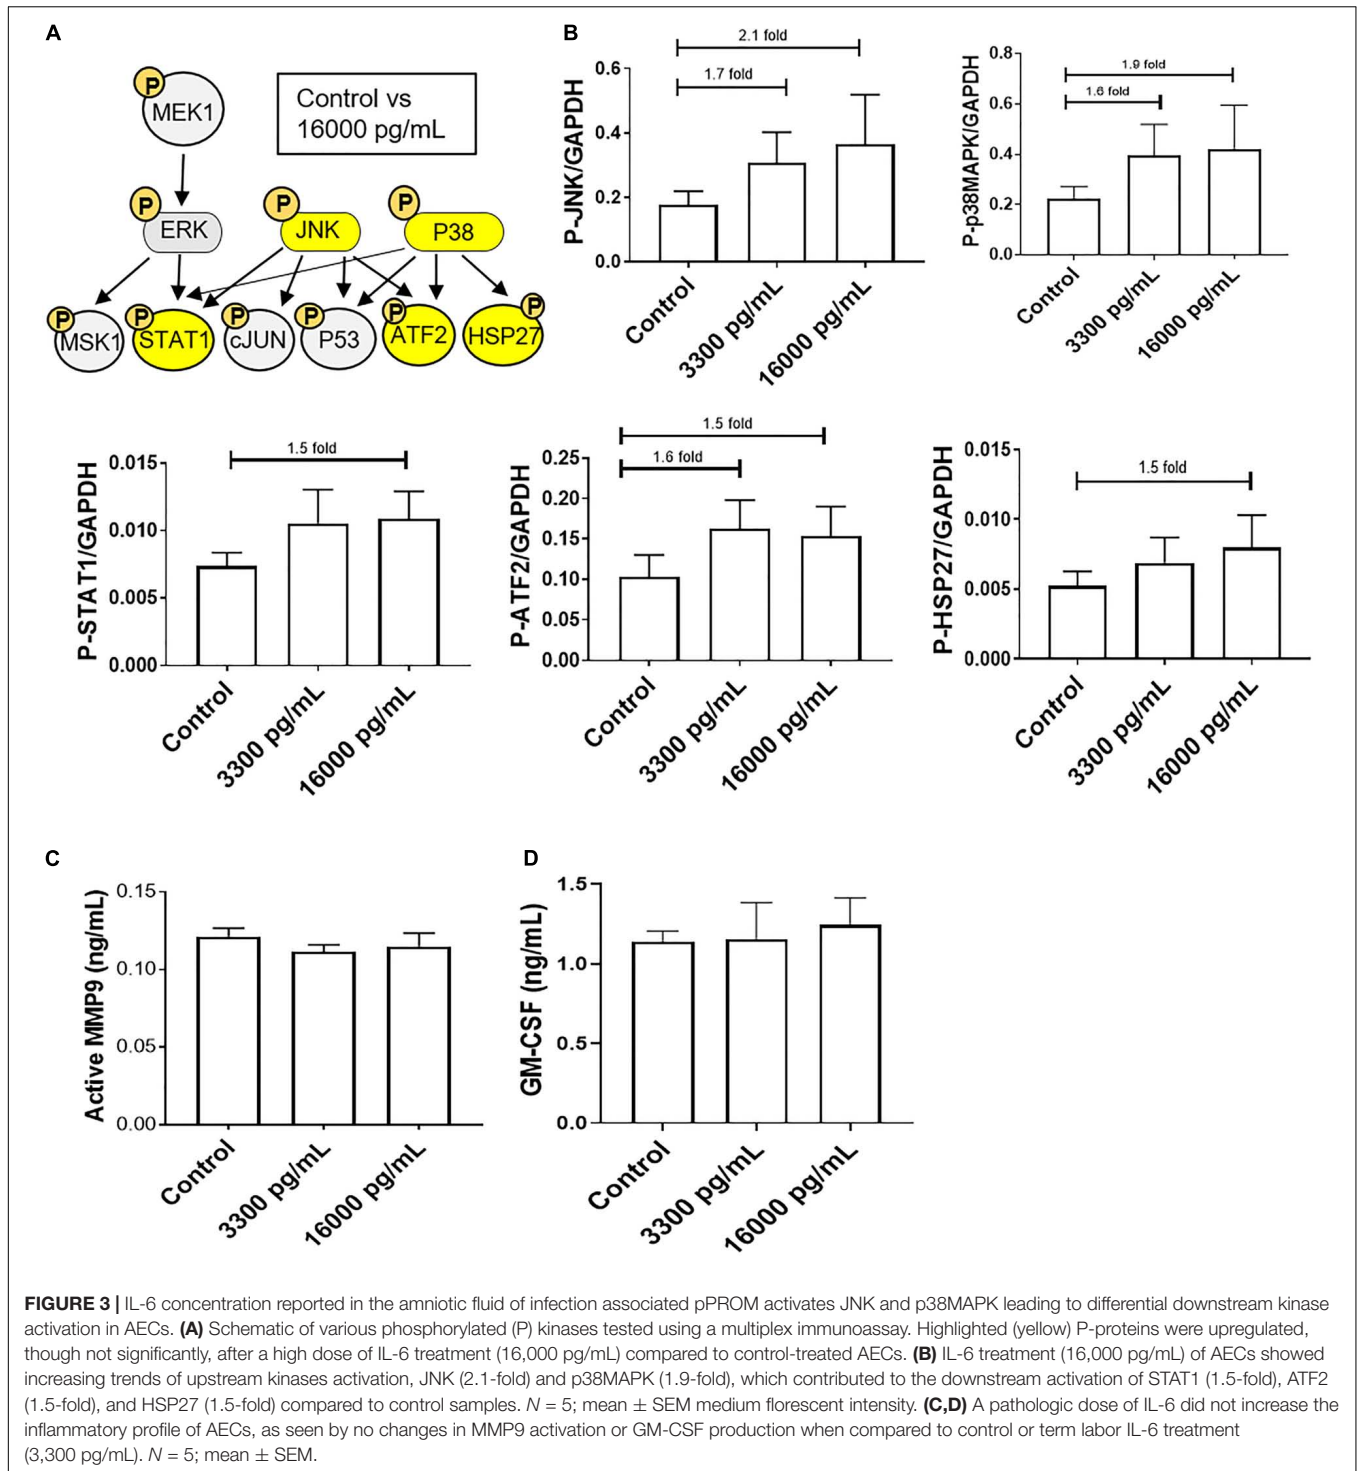 A
P
MEK1
Control vs
16000 pg/mL
P
ERK
P
JNK
P
P38
P
MSK1
P
STAT1
P
cJUN
P
P53
P
ATF2
P
HSP27
B
2.1 fold
1.7 fold
P-JNK/GAPDH
0.6
0.4
0.2
0.0
Control
3300 pg/mL
16000 pg/mL
1.9 fold
1.6 fold
P-p38MAPK/GAPDH
0.8
0.6
0.4
0.2
0.0
Control
3300 pg/mL
16000 pg/mL
1.5 fold
P-STAT1/GAPDH
0.015
0.010
0.005
0.000
Control
3300 pg/mL
16000 pg/mL
1.5 fold
1.6 fold
P-ATF2/GAPDH
0.25
0.20
0.15
0.10
0.05
0.00
Control
3300 pg/mL
16000 pg/mL
1.5 fold
P-HSP27/GAPDH
0.015
0.010
0.005
0.000
Control
3300 pg/mL
16000 pg/mL
C
Active MMP9 (ng/mL)
0.15
0.10
0.05
0.00
Control
3300 pg/mL
16000 pg/mL
D
GM-CSF (ng/mL)
1.5
1.0
0.5
0.0
Control
3300 pg/mL
16000 pg/mL
FIGURE 3 | IL-6 concentration reported in the amniotic fluid of infection associated pPROM activates JNK and p38MAPK leading to differential downstream kinase
activation in AECs. (A) Schematic of various phosphorylated (P) kinases tested using a multiplex immunoassay. Highlighted (yellow) P-proteins were upregulated,
though not significantly, after a high dose of IL-6 treatment (16,000 pg/mL) compared to control-treated AECs. (B) IL-6 treatment (16,000 pg/mL) of AECs showed
increasing trends of upstream kinases activation, JNK (2.1-fold) and p38MAPK (1.9-fold), which contributed to the downstream activation of STAT1 (1.5-fold), ATF2
(1.5-fold), and HSP27 (1.5-fold) compared to control samples. N = 5; mean ± SEM medium florescent intensity. (C,D) A pathologic dose of IL-6 did not increase the
inflammatory profile of AECs, as seen by no changes in MMP9 activation or GM-CSF production when compared to control or term labor IL-6 treatment
(3,300 pg/mL). N = 5; mean ± SEM.